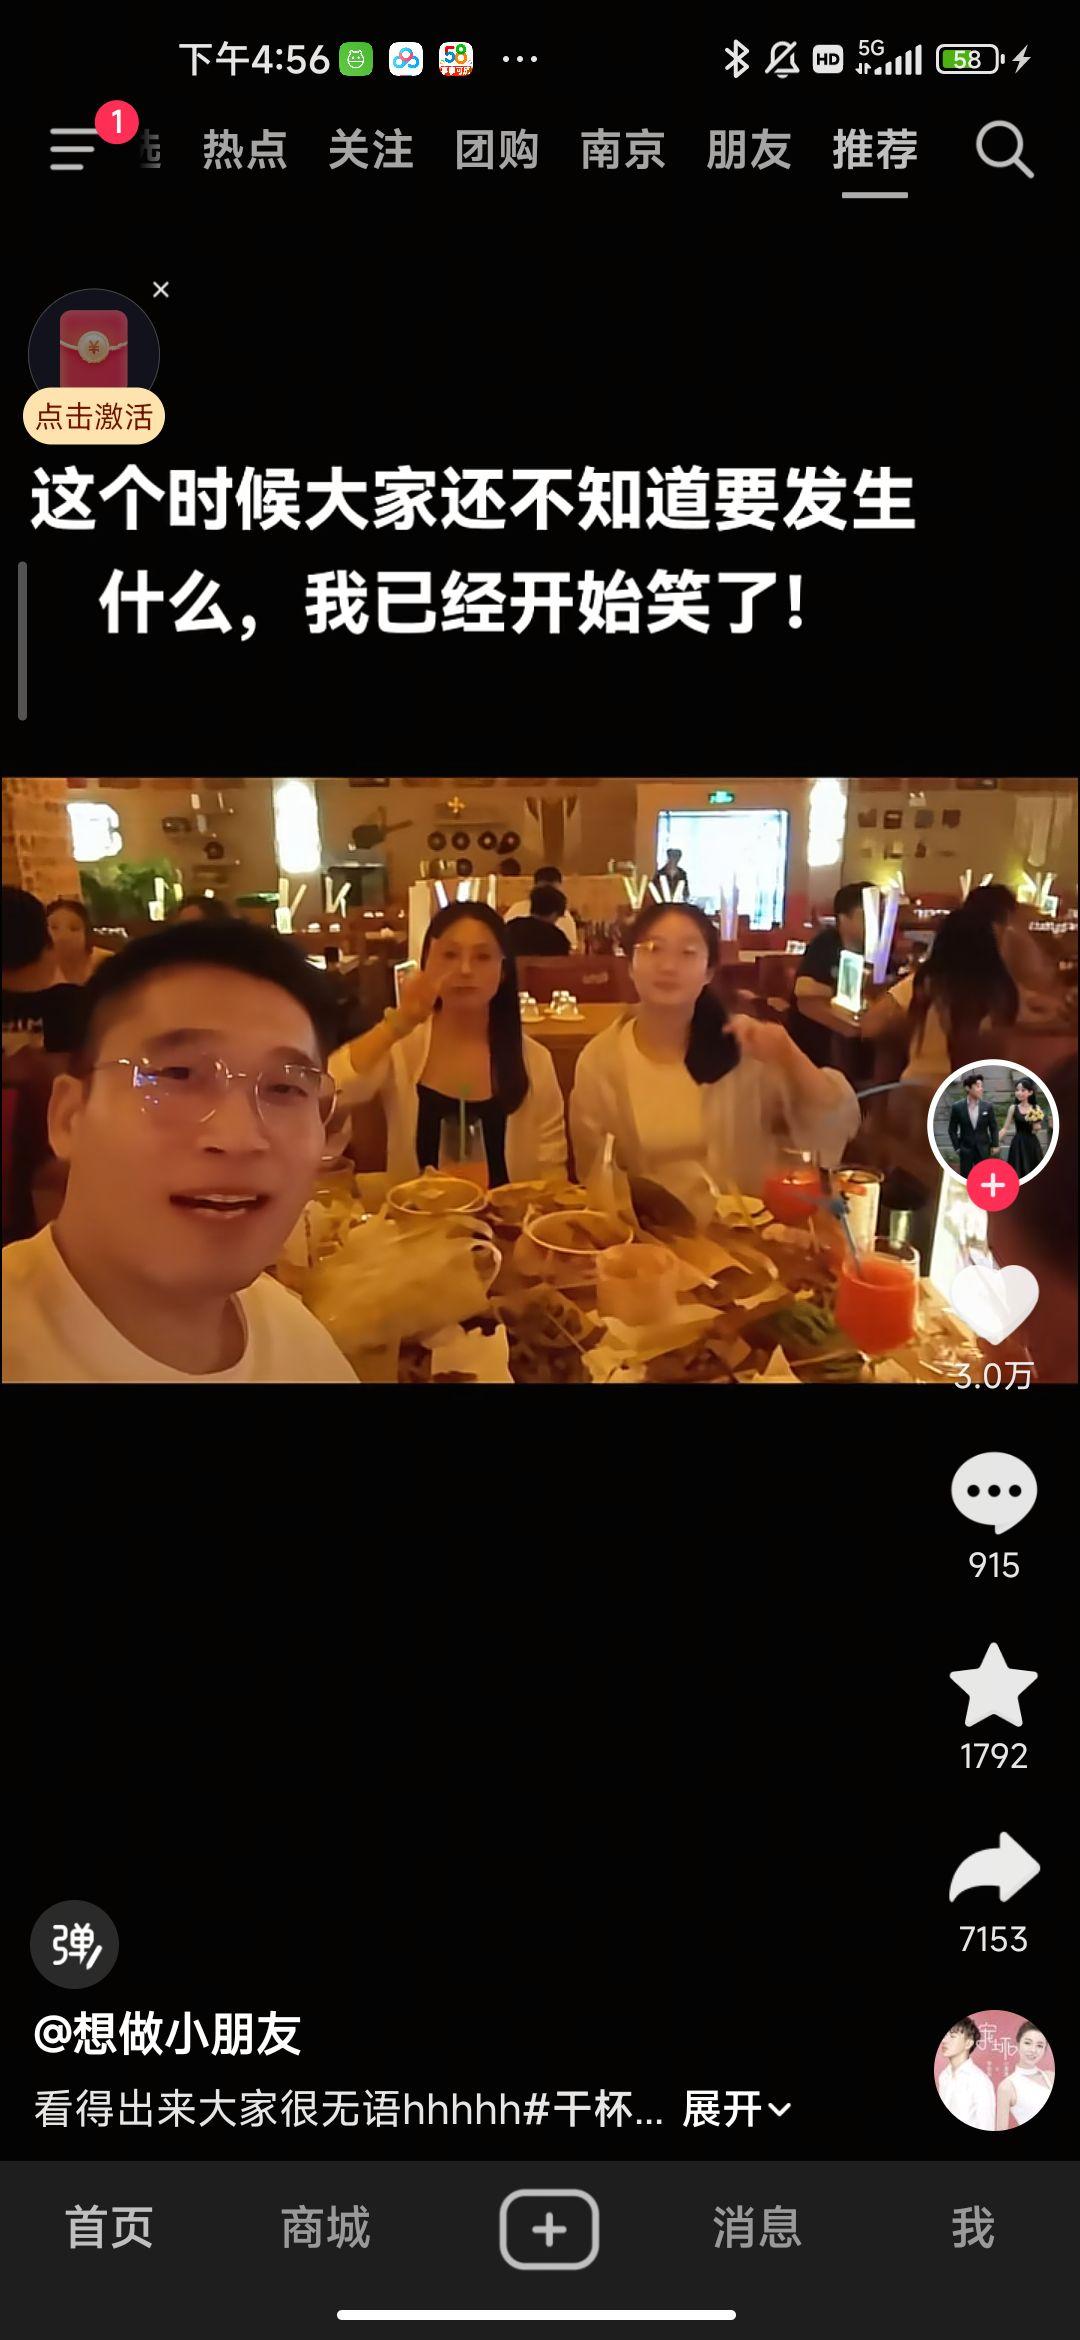 下午4:56
58
HD
5G
58
1
热点 关注 团购 南京 朋友 推荐
点击激活
这个时候大家还不知道要发生
什么，我已经开始笑了！
3.0万
915
1792
7153
弹
@想做小朋友
看得出来大家很无语hhhhh#干杯... 展开
首页 商城 消息 我